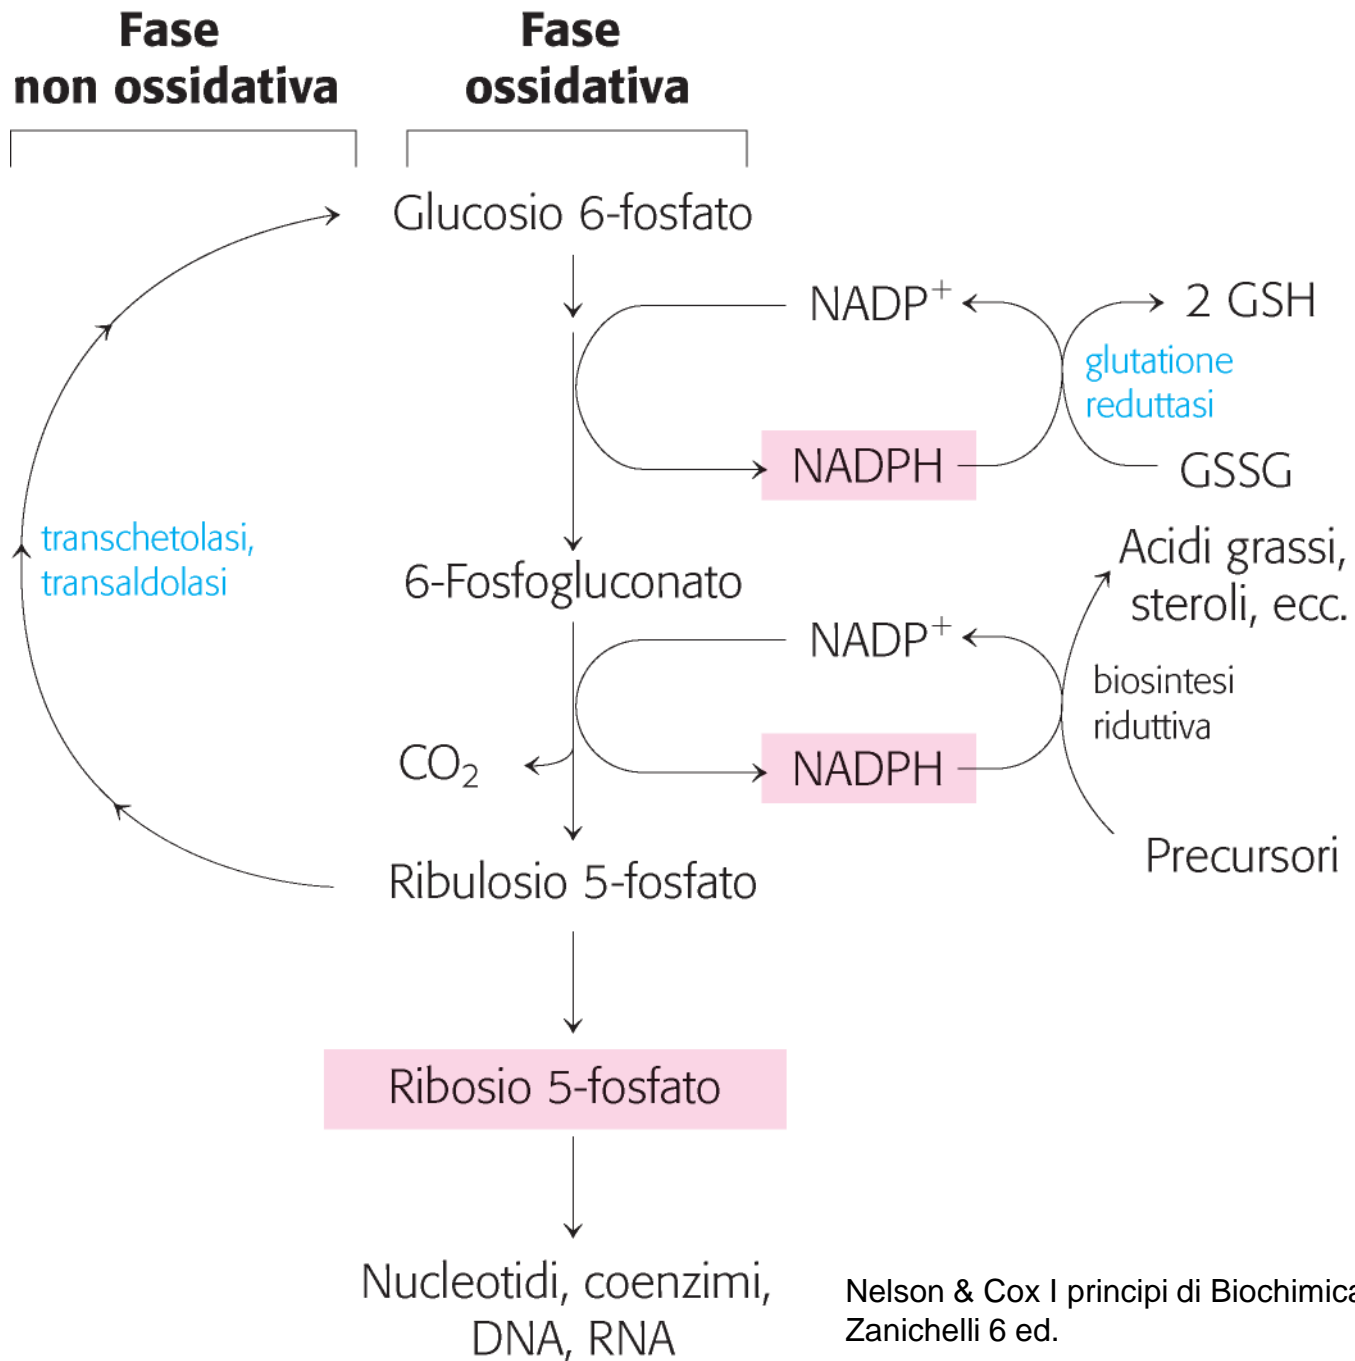 Fase
non ossidativa
Fase
ossidativa
Glucosio 6-fosfato
NADP+
2 GSH
glutatione
reduttasi
NADPH
GSSG
transchetolasi,
transaldolasi
6-Fosfogluconato
Acidi grassi,
steroli, ecc.
NADP+
biosintesi
riduttiva
CO2
NADPH
Precursori
Ribulosio 5-fosfato
Ribosio 5-fosfato
Nucleotidi, coenzimi,
DNA, RNA
Nelson & Cox I principi di Biochimica
Zanichelli 6 ed.